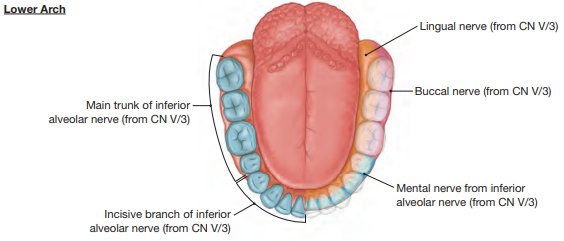 Lower Arch
Lingual nerve (from CN V/3)
Buccal nerve (from CN V/3)
Main trunk of inferior
alveolar nerve (from CN V/3)
Mental nerve from inferior
alveolar nerve (from CN V/3)
Incisive branch of inferior
alveolar nerve (from CN V/3)